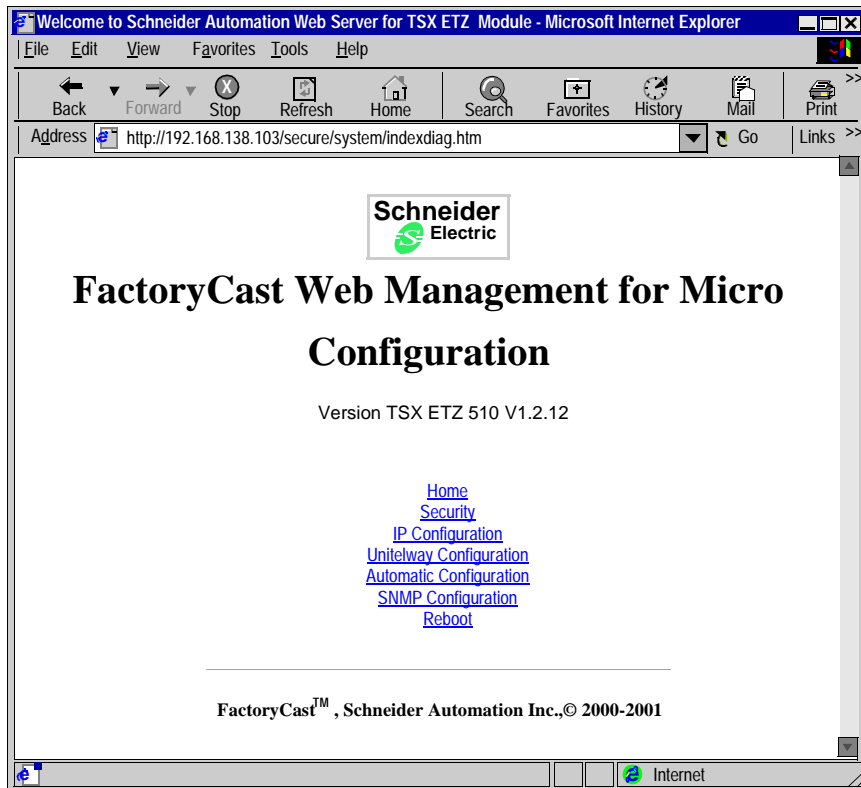 Welcome to Schneider Automation Web Server for TSX ETZ  Module - Microsoft Internet Explorer
File Edit View Favorites Tools Help
Back Forward Stop Refresh Home Search Favorites History Mail Print >>
Address http://192.168.138.103/secure/system/indexdiag.htm Go Links >>
Schneider
Electric
FactoryCast Web Management for Micro
Configuration
Version TSX ETZ 510 V1.2.12
Home
Security
IP Configuration
Unitelway Configuration
Automatic Configuration
SNMP Configuration
Reboot
FactoryCast™ , Schneider Automation Inc.,© 2000-2001
Internet